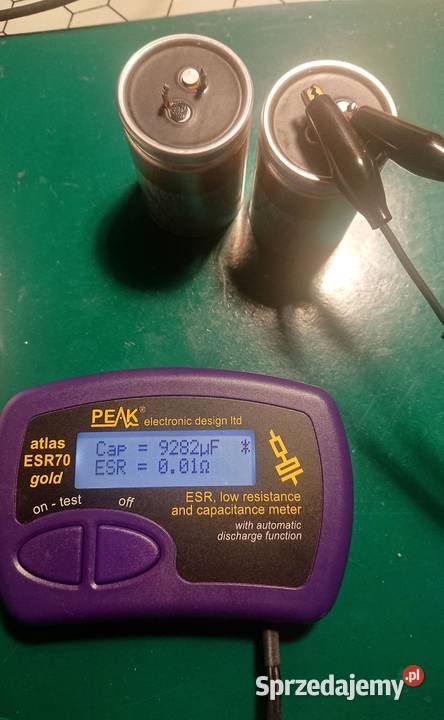 PEAK® electronic design ltd
atlas
ESR70
gold
Cap = 9282µF
ESR = 0.01Ω
on - test
off
ESR, low resistance
and capacitance meter
with automatic
discharge function
Sprzedajemy.pl